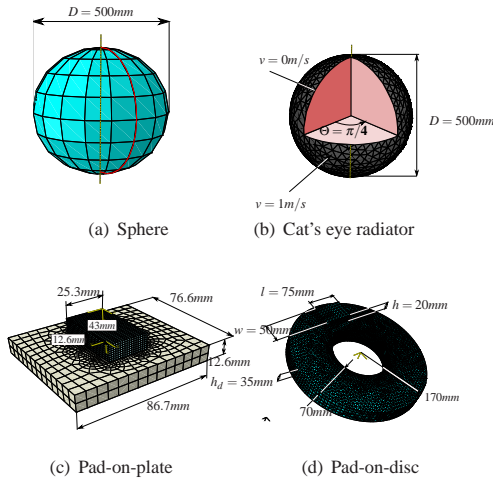 D = 500mm
(a) Sphere
v = 0m/s
Θ = π/4
D = 500mm
v = 1m/s
(b) Cat's eye radiator
25.3mm
76.6mm
43mm
12.6mm
12.6mm
86.7mm
(c) Pad-on-plate
l = 75mm
h = 20mm
w = 50mm
h_d = 35mm
70mm
170mm
(d) Pad-on-disc